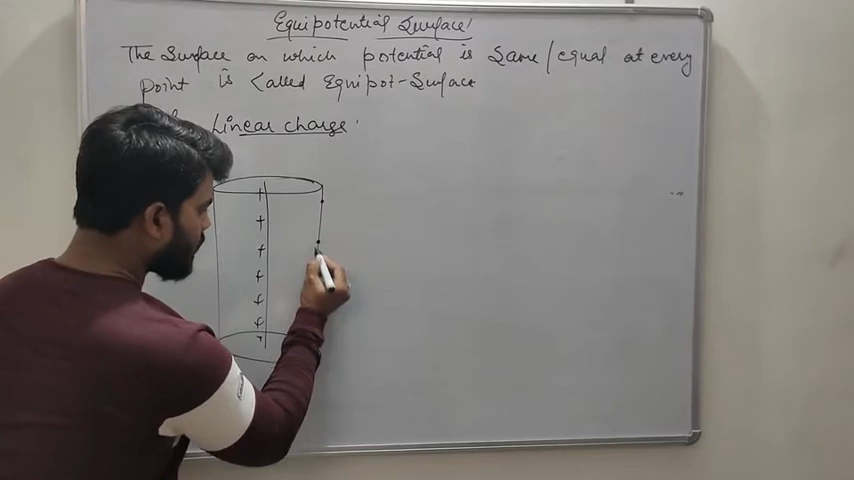 Equipotential Surface
The Surface on which potential is Same/equal at every
point is Called Equipot-Surface
Linear charge
+
+
+
+
+
+